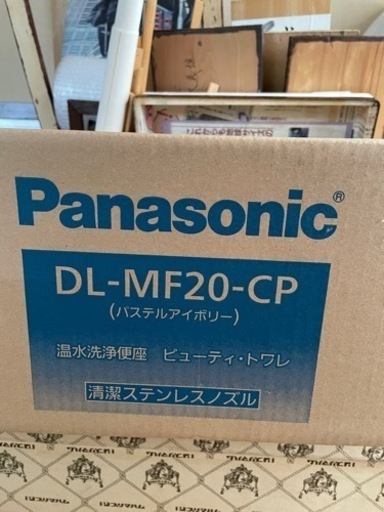 Panasonic®
DL-MF20-CP
(パステルアイボリー)
温水洗浄便座 ビューティ・トワレ
清潔ステンレスノズル